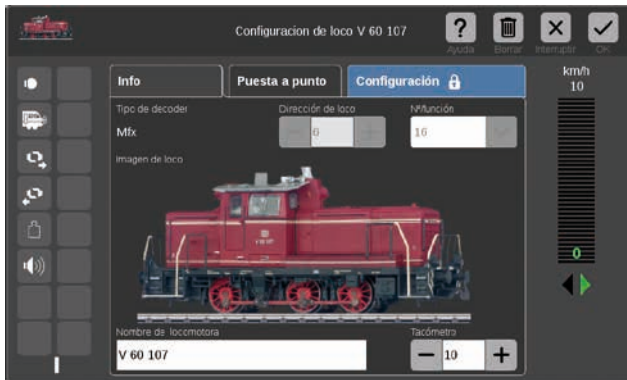 Configuracion de loco V 60 107
?
Ayuda
Borrar
Interrumpir
OK
Info
Puesta a punto
Configuración
km/h
10
Tipo de decoder
Dirección de loco
Nºfunción
Mfx
6
16
Imagen de loco
0
Nombre de locomotora
Tacómetro
V 60 107
10